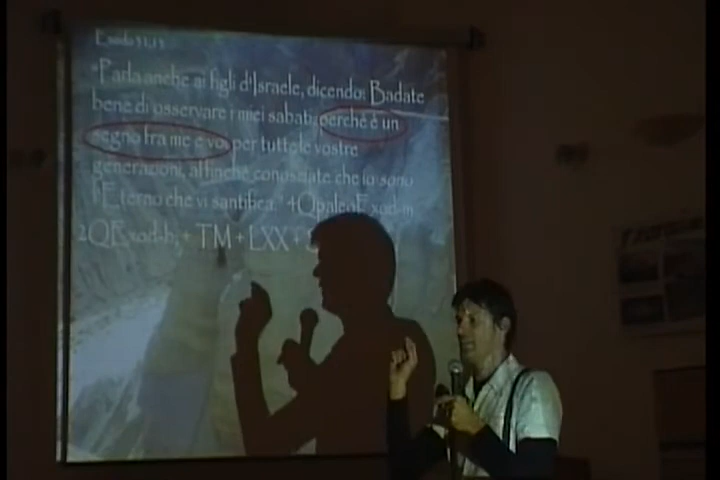 Esodo 31:13
"Parla anche ai figli d'Israele, dicendo: Badate
bene di osservare i miei sabati, perché è un
segno fra me e voi per tutte le vostre
generazioni, affinché conosciate che io sono
l'Eterno che vi santifica." 4QpaleoExod-m
2QExod-b; + TM + LXX +